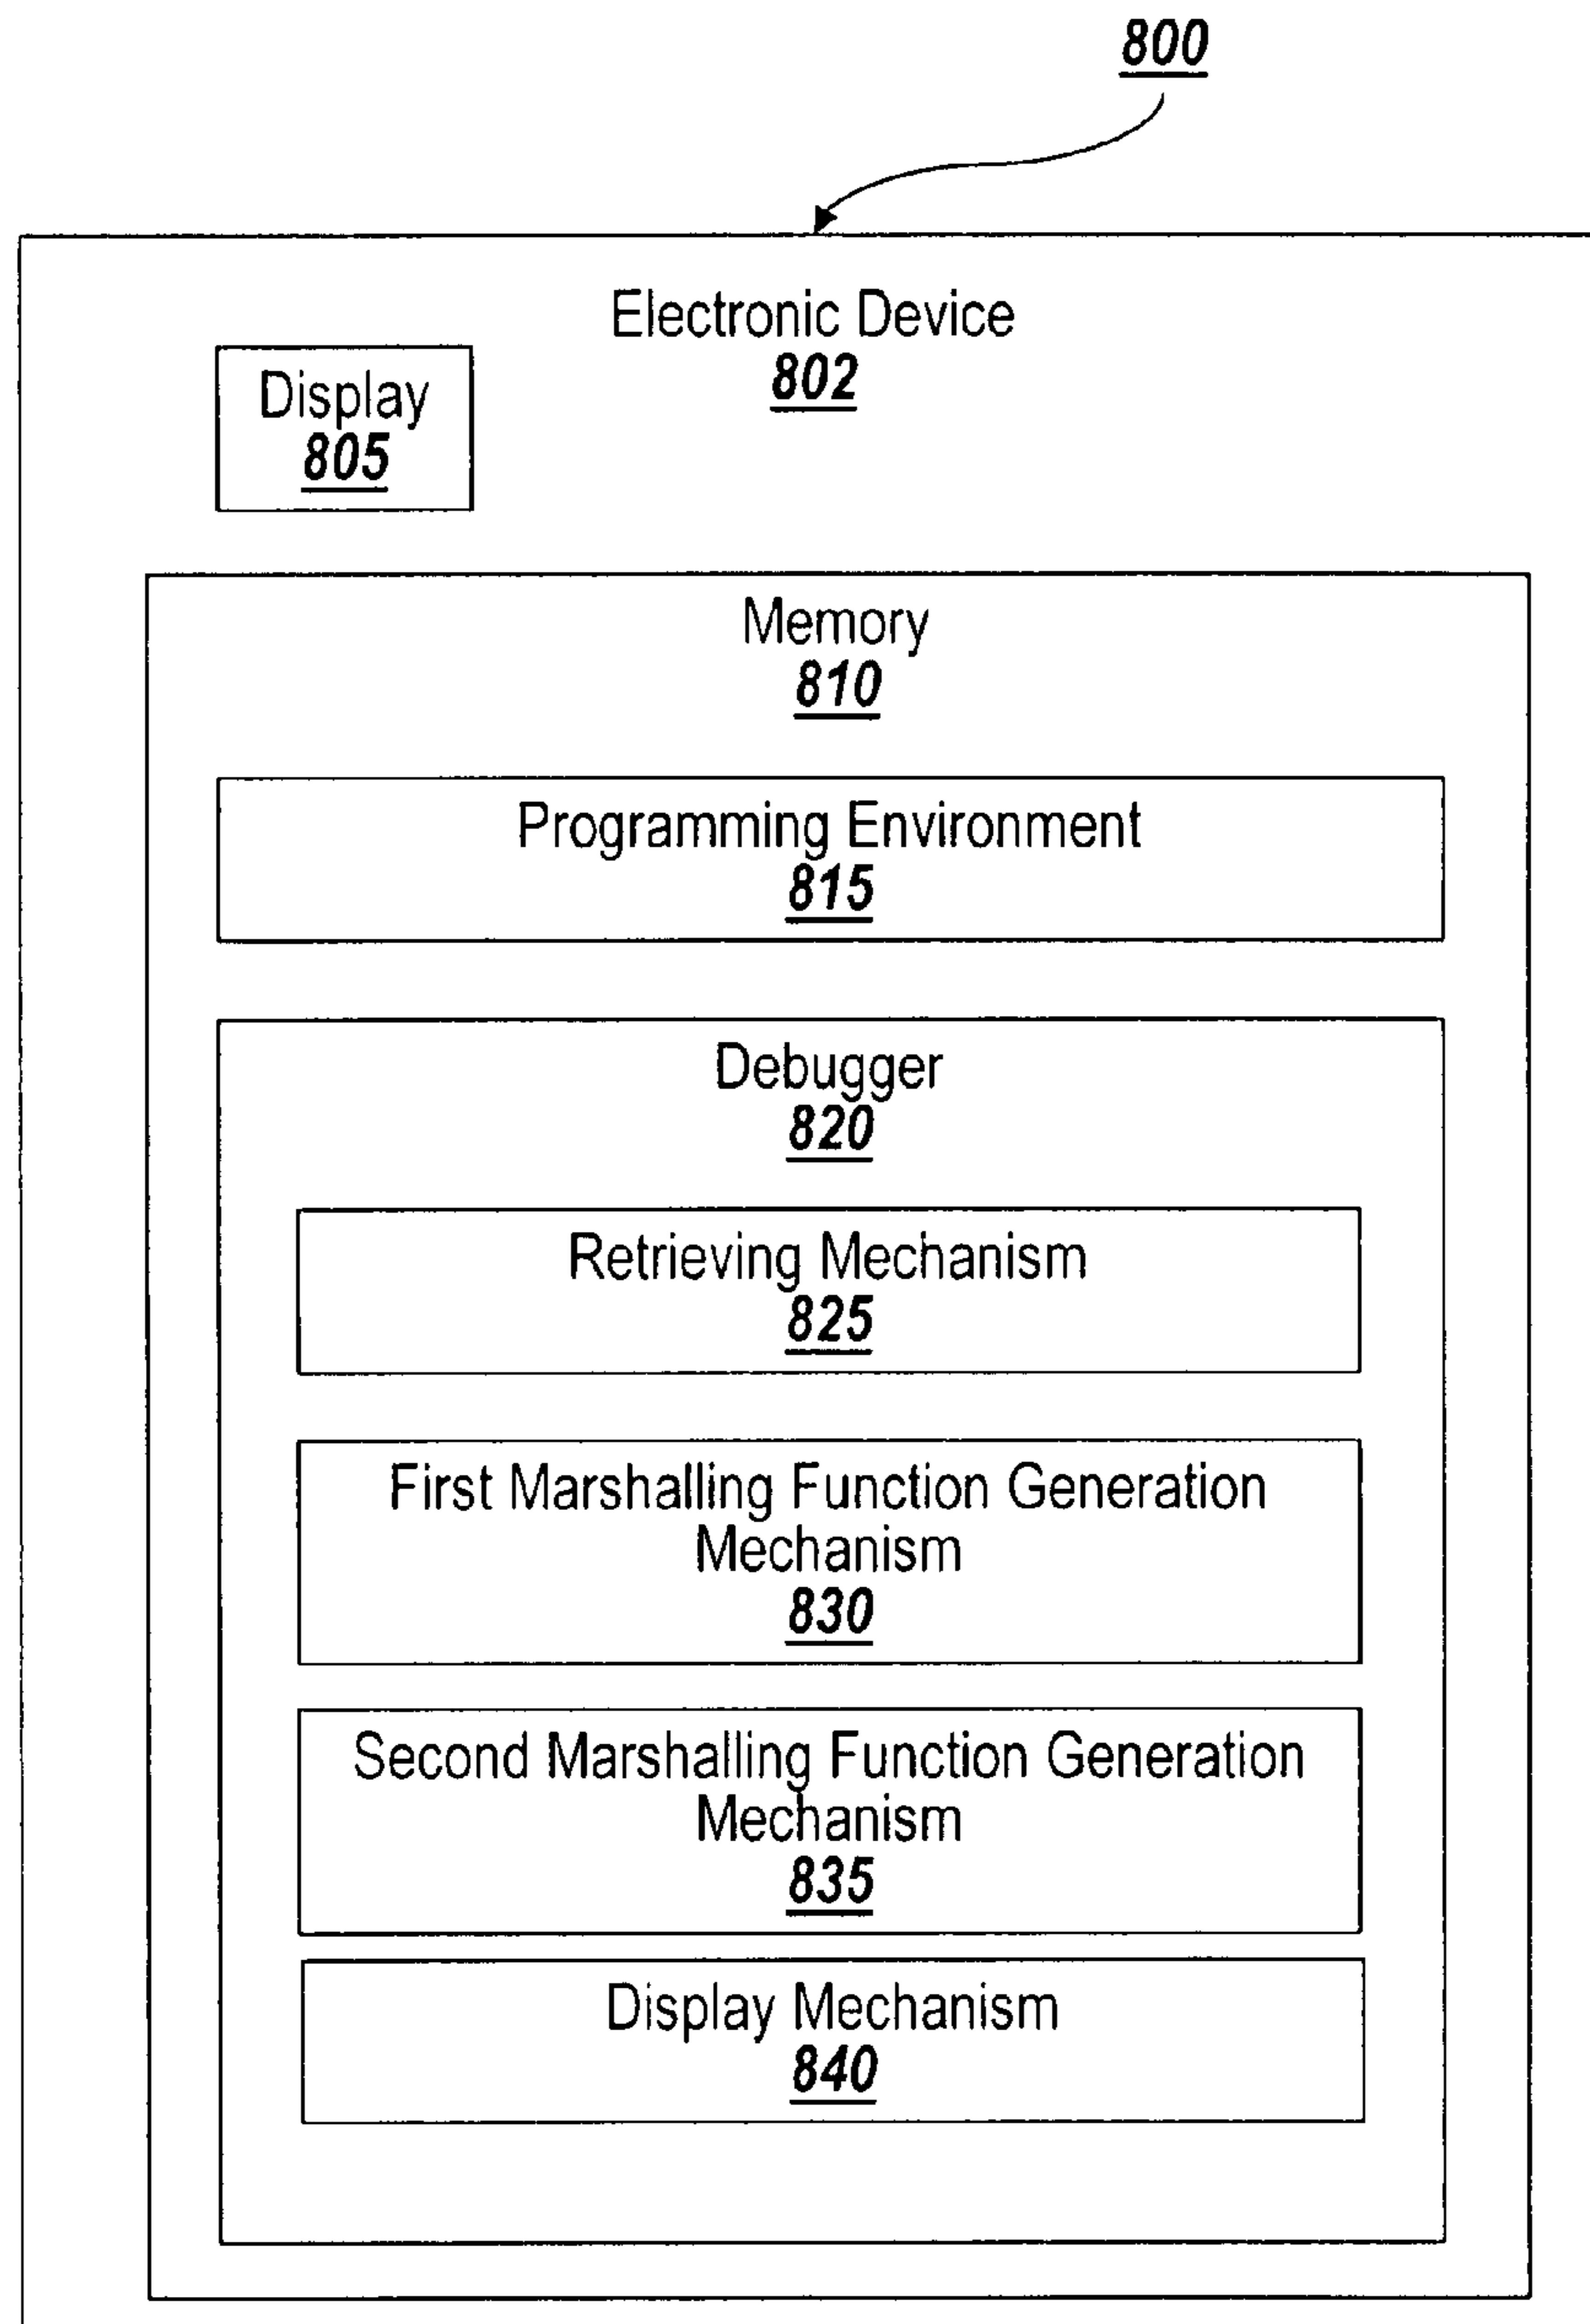 800
Electronic Device
802
Display
805
Memory
810
Programming Environment
815
Debugger
820
Retrieving Mechanism
825
First Marshalling Function Generation
Mechanism
830
Second Marshalling Function Generation
Mechanism
835
Display Mechanism
840